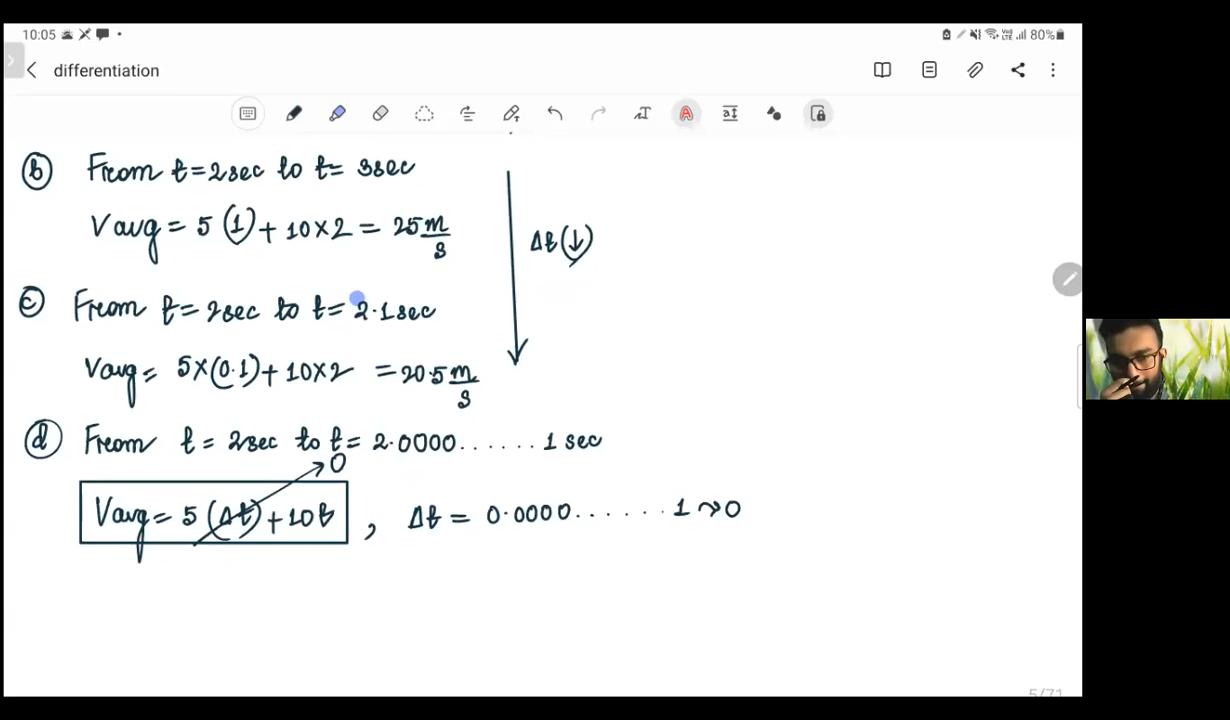 10:05 80%
differentiation
(b) From t=2sec to t= 3sec
Vavg = 5 (1) + 10×2 = 25 m/s
Δt(↓)
(c) From t= 2sec to t= 2.1sec
Vavg = 5×(0.1)+ 10×2 = 20.5 m/s
(d) From t = 2sec to t= 2.0000...... 1 sec
→0
Vavg = 5 (Δt) + 10t , Δt = 0.0000...... 1 ~>0
5/71